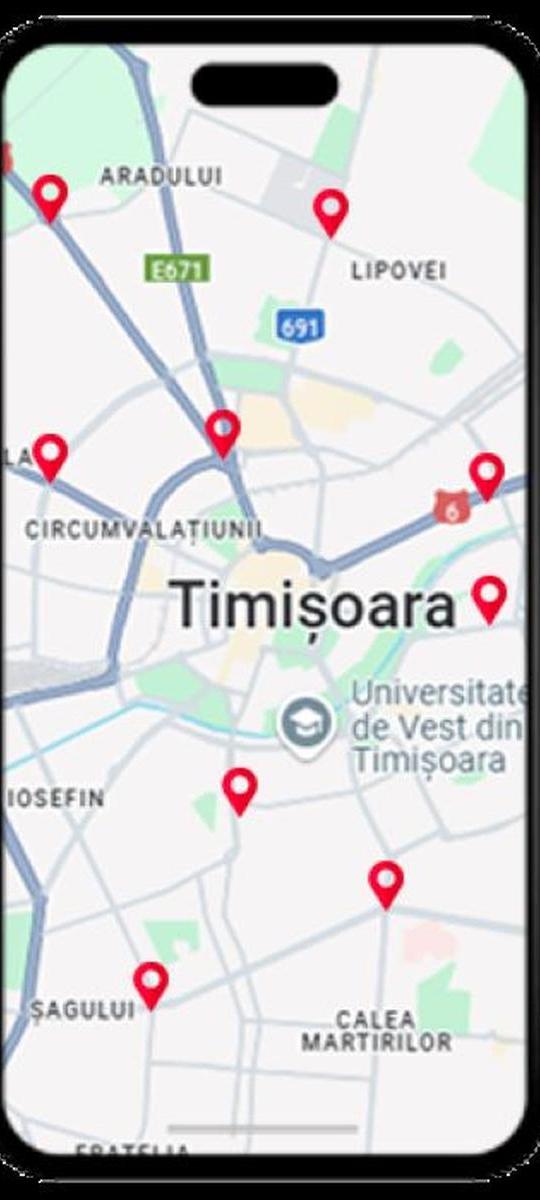 ARADULUI
LIPOVEI
E671
691
LA
CIRCUMVALAȚIUNII
6
Timișoara
Universitate
de Vest din
Timișoara
IOSEFIN
ȘAGULUI
CALEA
MARTIRILOR
FRATELIA